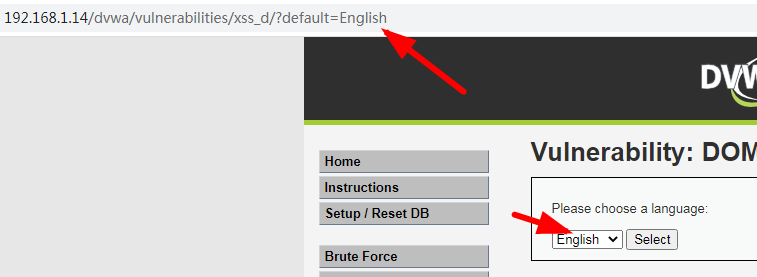 192.168.1.14/dvwa/vulnerabilities/xss_d/?default=English
DVW
Vulnerability: DOM
Home
Instructions
Setup / Reset DB
Brute Force
Please choose a language:
English Select